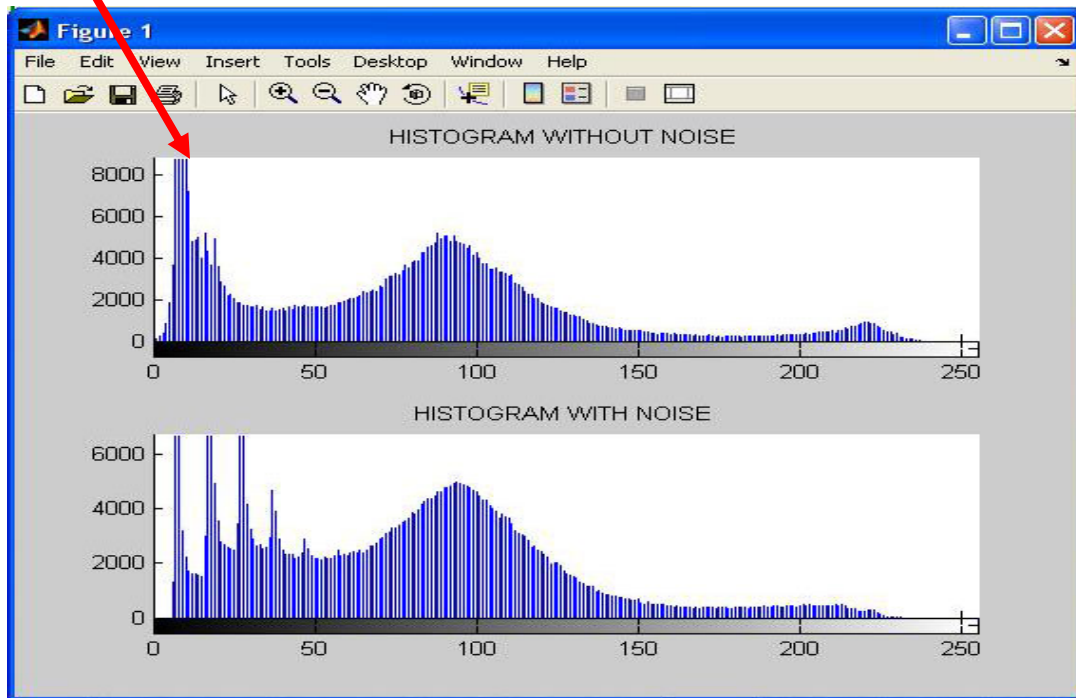 Figure 1
File Edit View Insert Tools Desktop Window Help
HISTOGRAM WITHOUT NOISE
8000
6000
4000
2000
0
0 50 100 150 200 250
HISTOGRAM WITH NOISE
6000
4000
2000
0
0 50 100 150 200 250